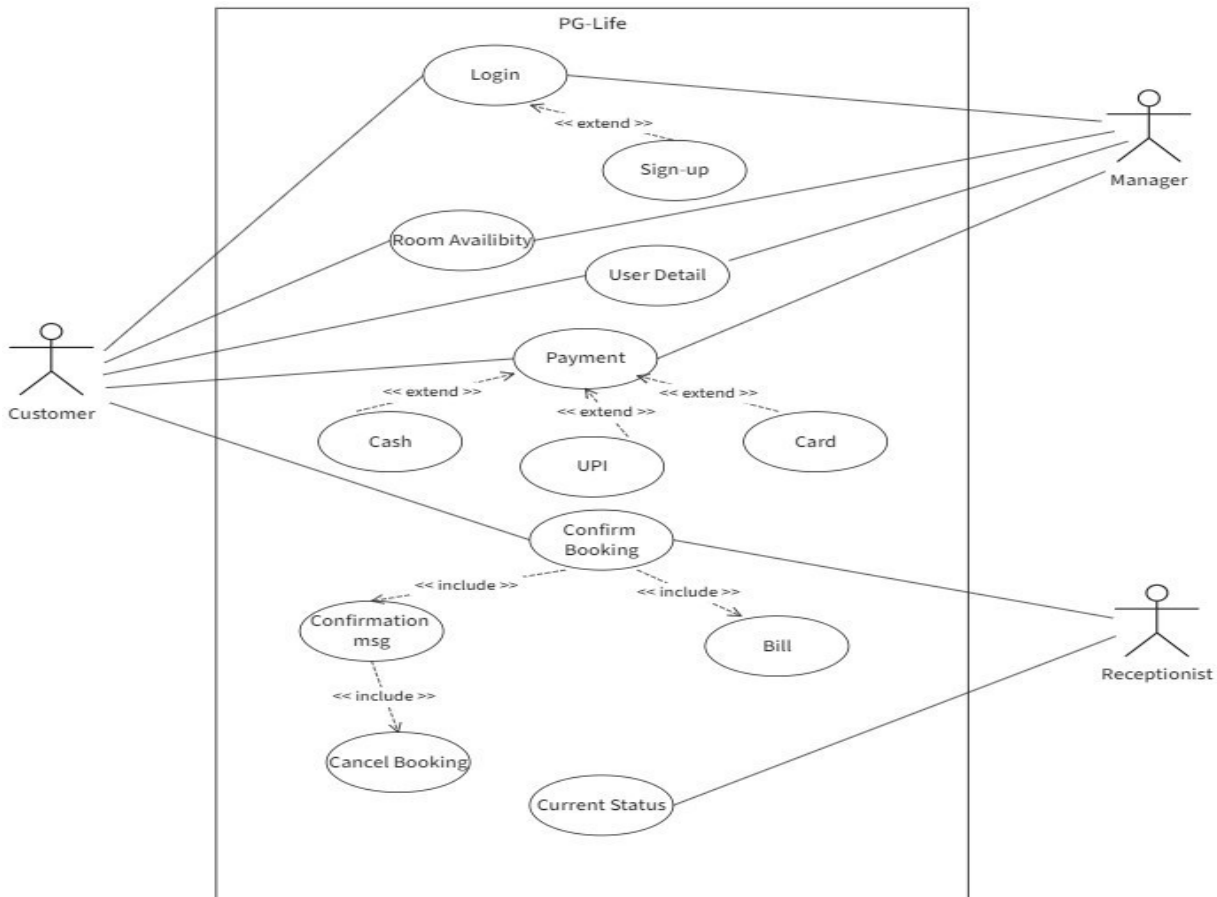 PG-Life
Login
<< extend >>
Sign-up
Manager
Room Availibity
User Detail
Customer
Payment
<< extend >>
<< extend >>
<< extend >>
Cash
UPI
Card
Confirm
Booking
<< include >>
<< include >>
Confirmation
msg
Bill
Receptionist
<< include >>
Cancel Booking
Current Status